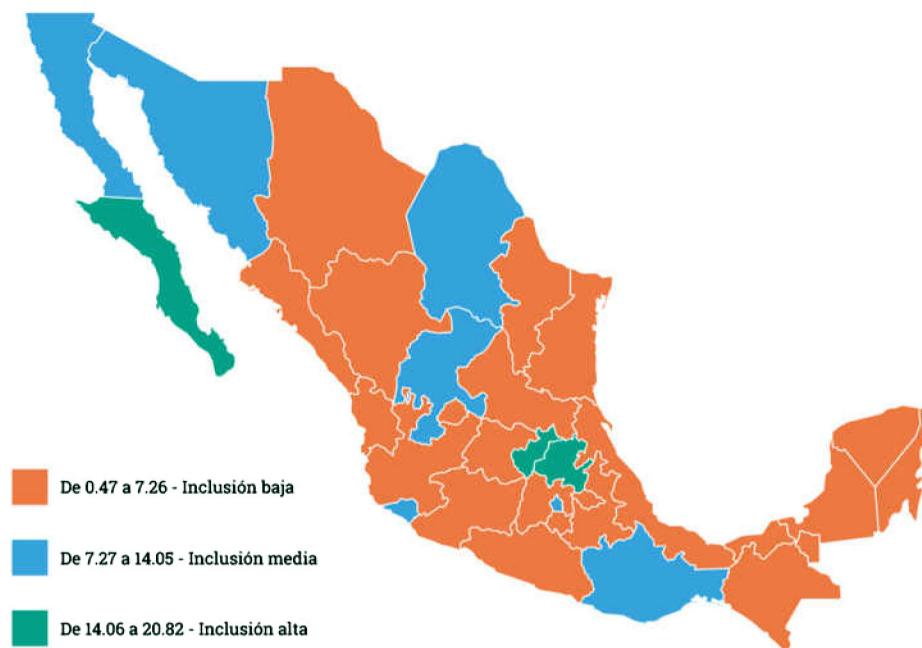 De 0.47 a 7.26 - Inclusión baja
De 7.27 a 14.05 - Inclusión media
De 14.06 a 20.82 - Inclusión alta